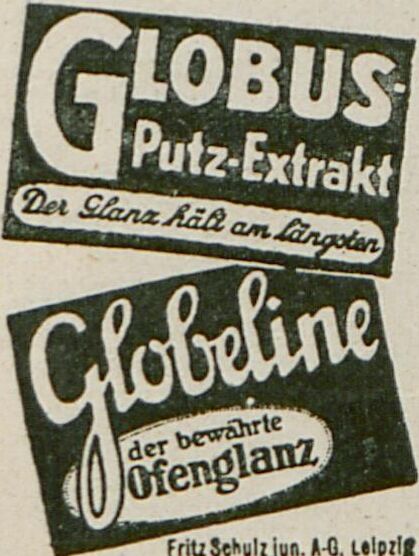 GLOBUS-
Putz-Extrakt
Der Glanz hält am längsten
Globeline
der bewährte
Ofenglanz
Fritz Schulz jun. A-G. Leipzig